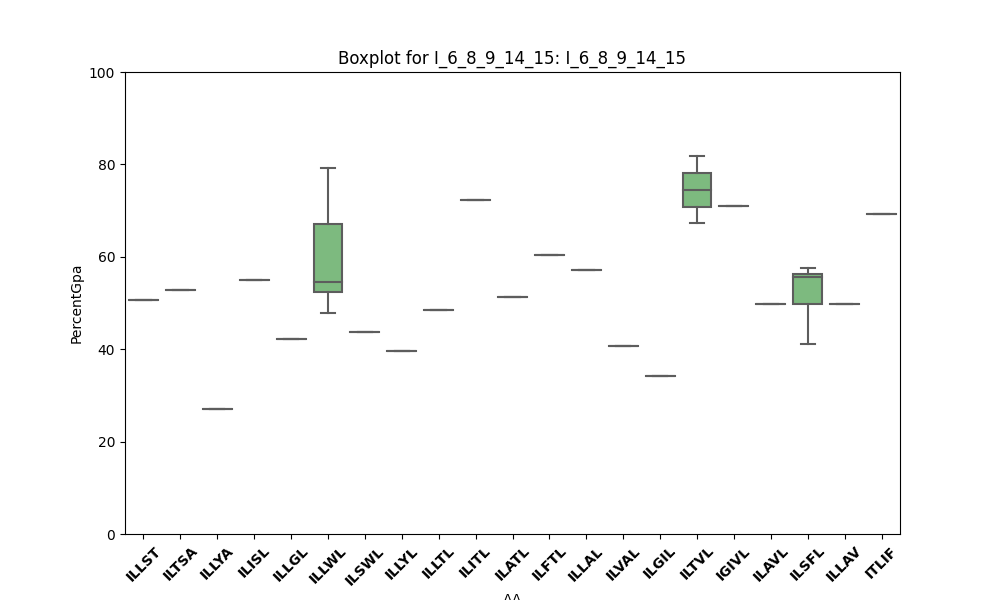 Boxplot for I_6_8_9_14_15: I_6_8_9_14_15
PercentGpa
100
80
60
40
20
0
ILLST
ILTSA
ILLYA
ILISL
ILLGL
ILLWL
ILSWL
ILLYL
ILLTL
ILITL
ILATL
ILFTL
ILLAL
ILVAL
ILGIL
ILTVL
IGIVL
ILAVL
ILSFL
ILLAV
ITLIF
AA